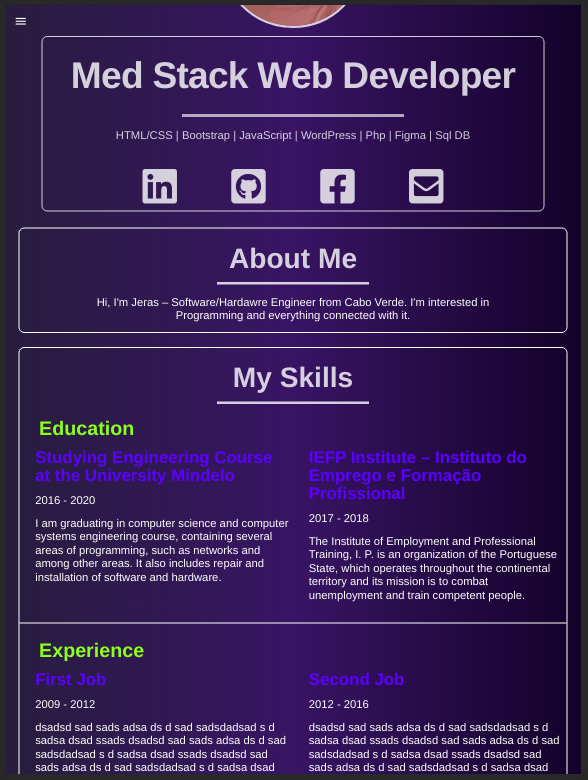 Med Stack Web Developer
HTML/CSS | Bootstrap | JavaScript | WordPress | Php | Figma | Sql DB
About Me
Hi, I'm Jeras – Software/Hardawre Engineer from Cabo Verde. I'm interested in
Programming and everything connected with it.
My Skills
Education
Studying Engineering Course
at the University Mindelo
2016 - 2020
I am graduating in computer science and computer
systems engineering course, containing several
areas of programming, such as networks and
among other areas. It also includes repair and
installation of software and hardware.
IEFP Institute – Instituto do
Emprego e Formação
Profissional
2017 - 2018
The Institute of Employment and Professional
Training, I. P. is an organization of the Portuguese
State, which operates throughout the continental
territory and its mission is to combat
unemployment and train competent people.
Experience
First Job
2009 - 2012
dsadsd sad sads adsa ds d sad sadsdadsad s d
sadsa dsad ssads dsadsd sad sads adsa ds d sad
sadsdadsad s d sadsa dsad ssads dsadsd sad
sads adsa ds d sad sadsdadsad s d sadsa dsad
Second Job
2012 - 2016
dsadsd sad sads adsa ds d sad sadsdadsad s d
sadsa dsad ssads dsadsd sad sads adsa ds d sad
sadsdadsad s d sadsa dsad ssads dsadsd sad
sads adsa ds d sad sadsdadsad s d sadsa dsad